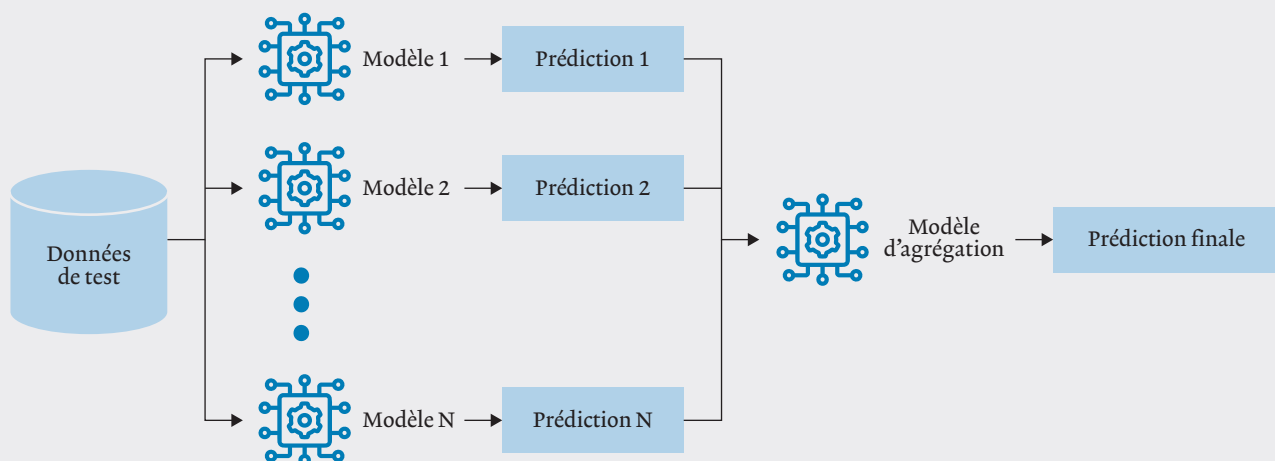 Modèle 1
Prédiction 1
Modèle 2
Prédiction 2
Données
de test
Modèle
d'agrégation
Prédiction finale
Modèle N
Prédiction N